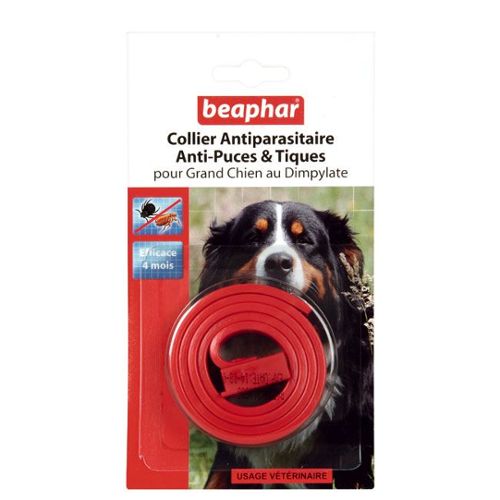 beaphar
Collier Antiparasitaire
Anti-Puces & Tiques
pour Grand Chien au Dimpylate
Efficace
4 mois
USAGE VÉTÉRINAIRE